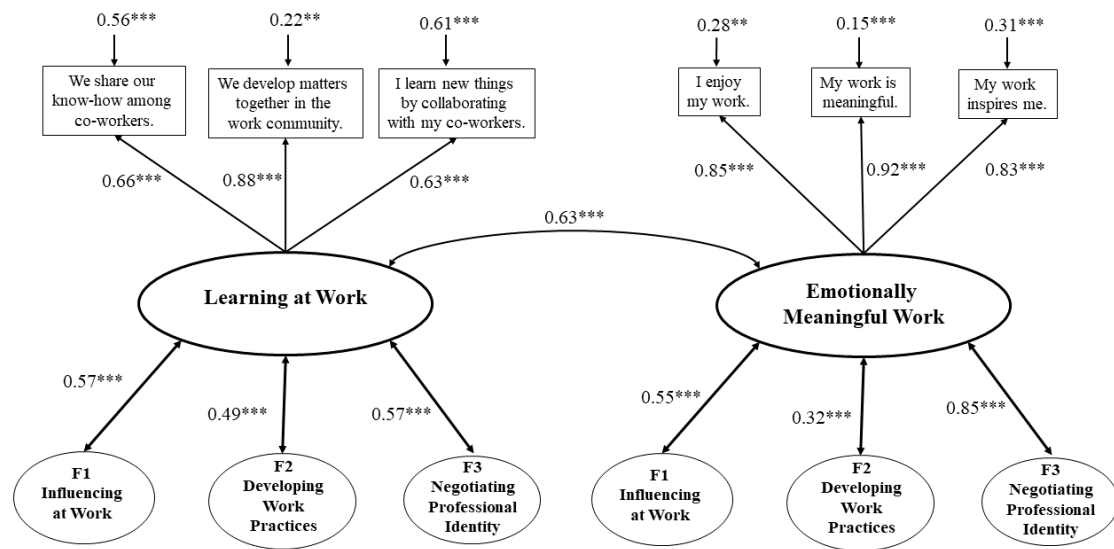 0.56***
0.22**
0.61***
0.28**
0.15***
0.31***
We share our
know-how among
co-workers.
We develop matters
together in the
work community.
I learn new things
by collaborating
with my co-workers.
I enjoy
my work.
My work is
meaningful.
My work
inspires me.
0.66***
0.88***
0.63***
0.85***
0.92***
0.83***
0.63***
Learning at Work
Emotionally
Meaningful Work
0.57***
0.49***
0.57***
0.55***
0.32***
0.85***
F1
Influencing
at Work
F2
Developing
Work
Practices
F3
Negotiating
Professional
Identity
F1
Influencing
at Work
F2
Developing
Work
Practices
F3
Negotiating
Professional
Identity